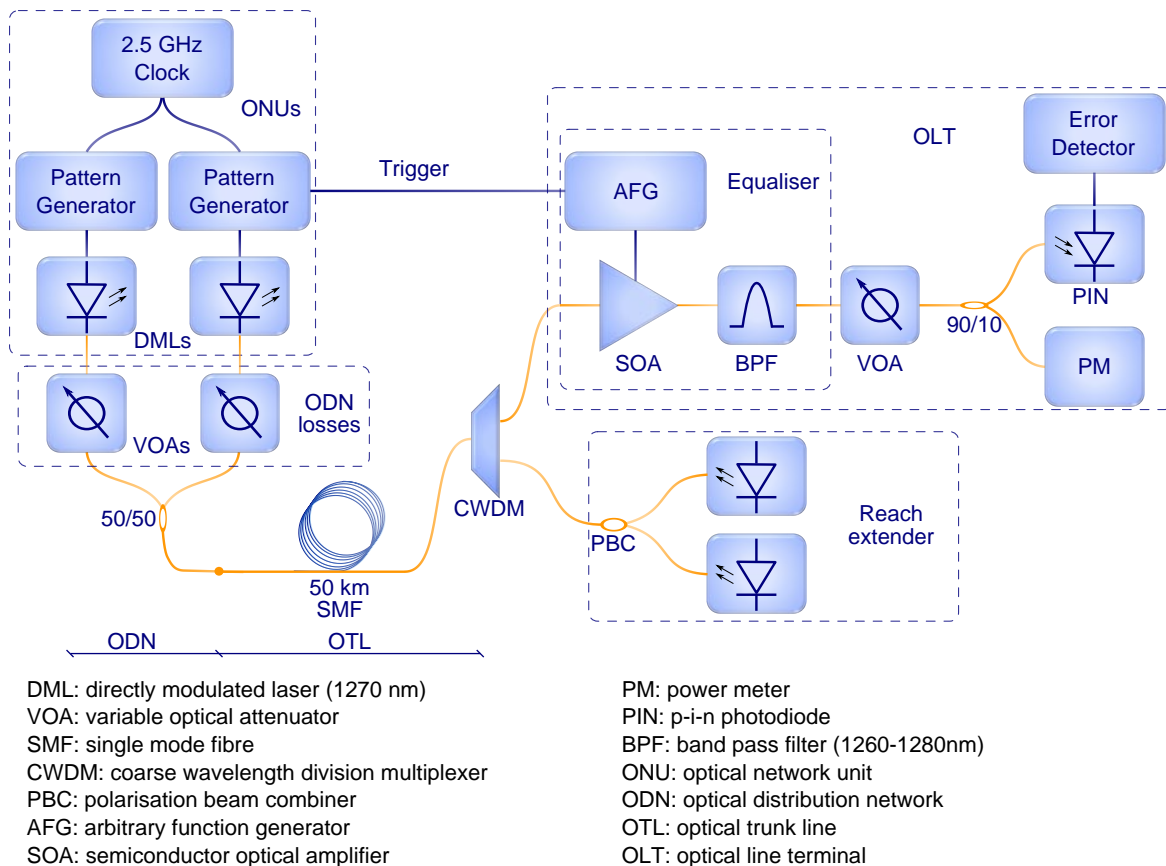 2.5 GHz
Clock
ONUs
Pattern
Generator
Pattern
Generator
DMLs
Trigger
OLT
Equaliser
AFG
SOA
BPF
VOA
90/10
Error
Detector
PIN
PM
ODN
losses
VOAs
50/50
50 km
SMF
CWDM
PBC
Reach
extender
ODN
OTL
DML: directly modulated laser (1270 nm)
VOA: variable optical attenuator
SMF: single mode fibre
CWDM: coarse wavelength division multiplexer
PBC: polarisation beam combiner
AFG: arbitrary function generator
SOA: semiconductor optical amplifier
PM: power meter
PIN: p-i-n photodiode
BPF: band pass filter (1260-1280nm)
ONU: optical network unit
ODN: optical distribution network
OTL: optical trunk line
OLT: optical line terminal